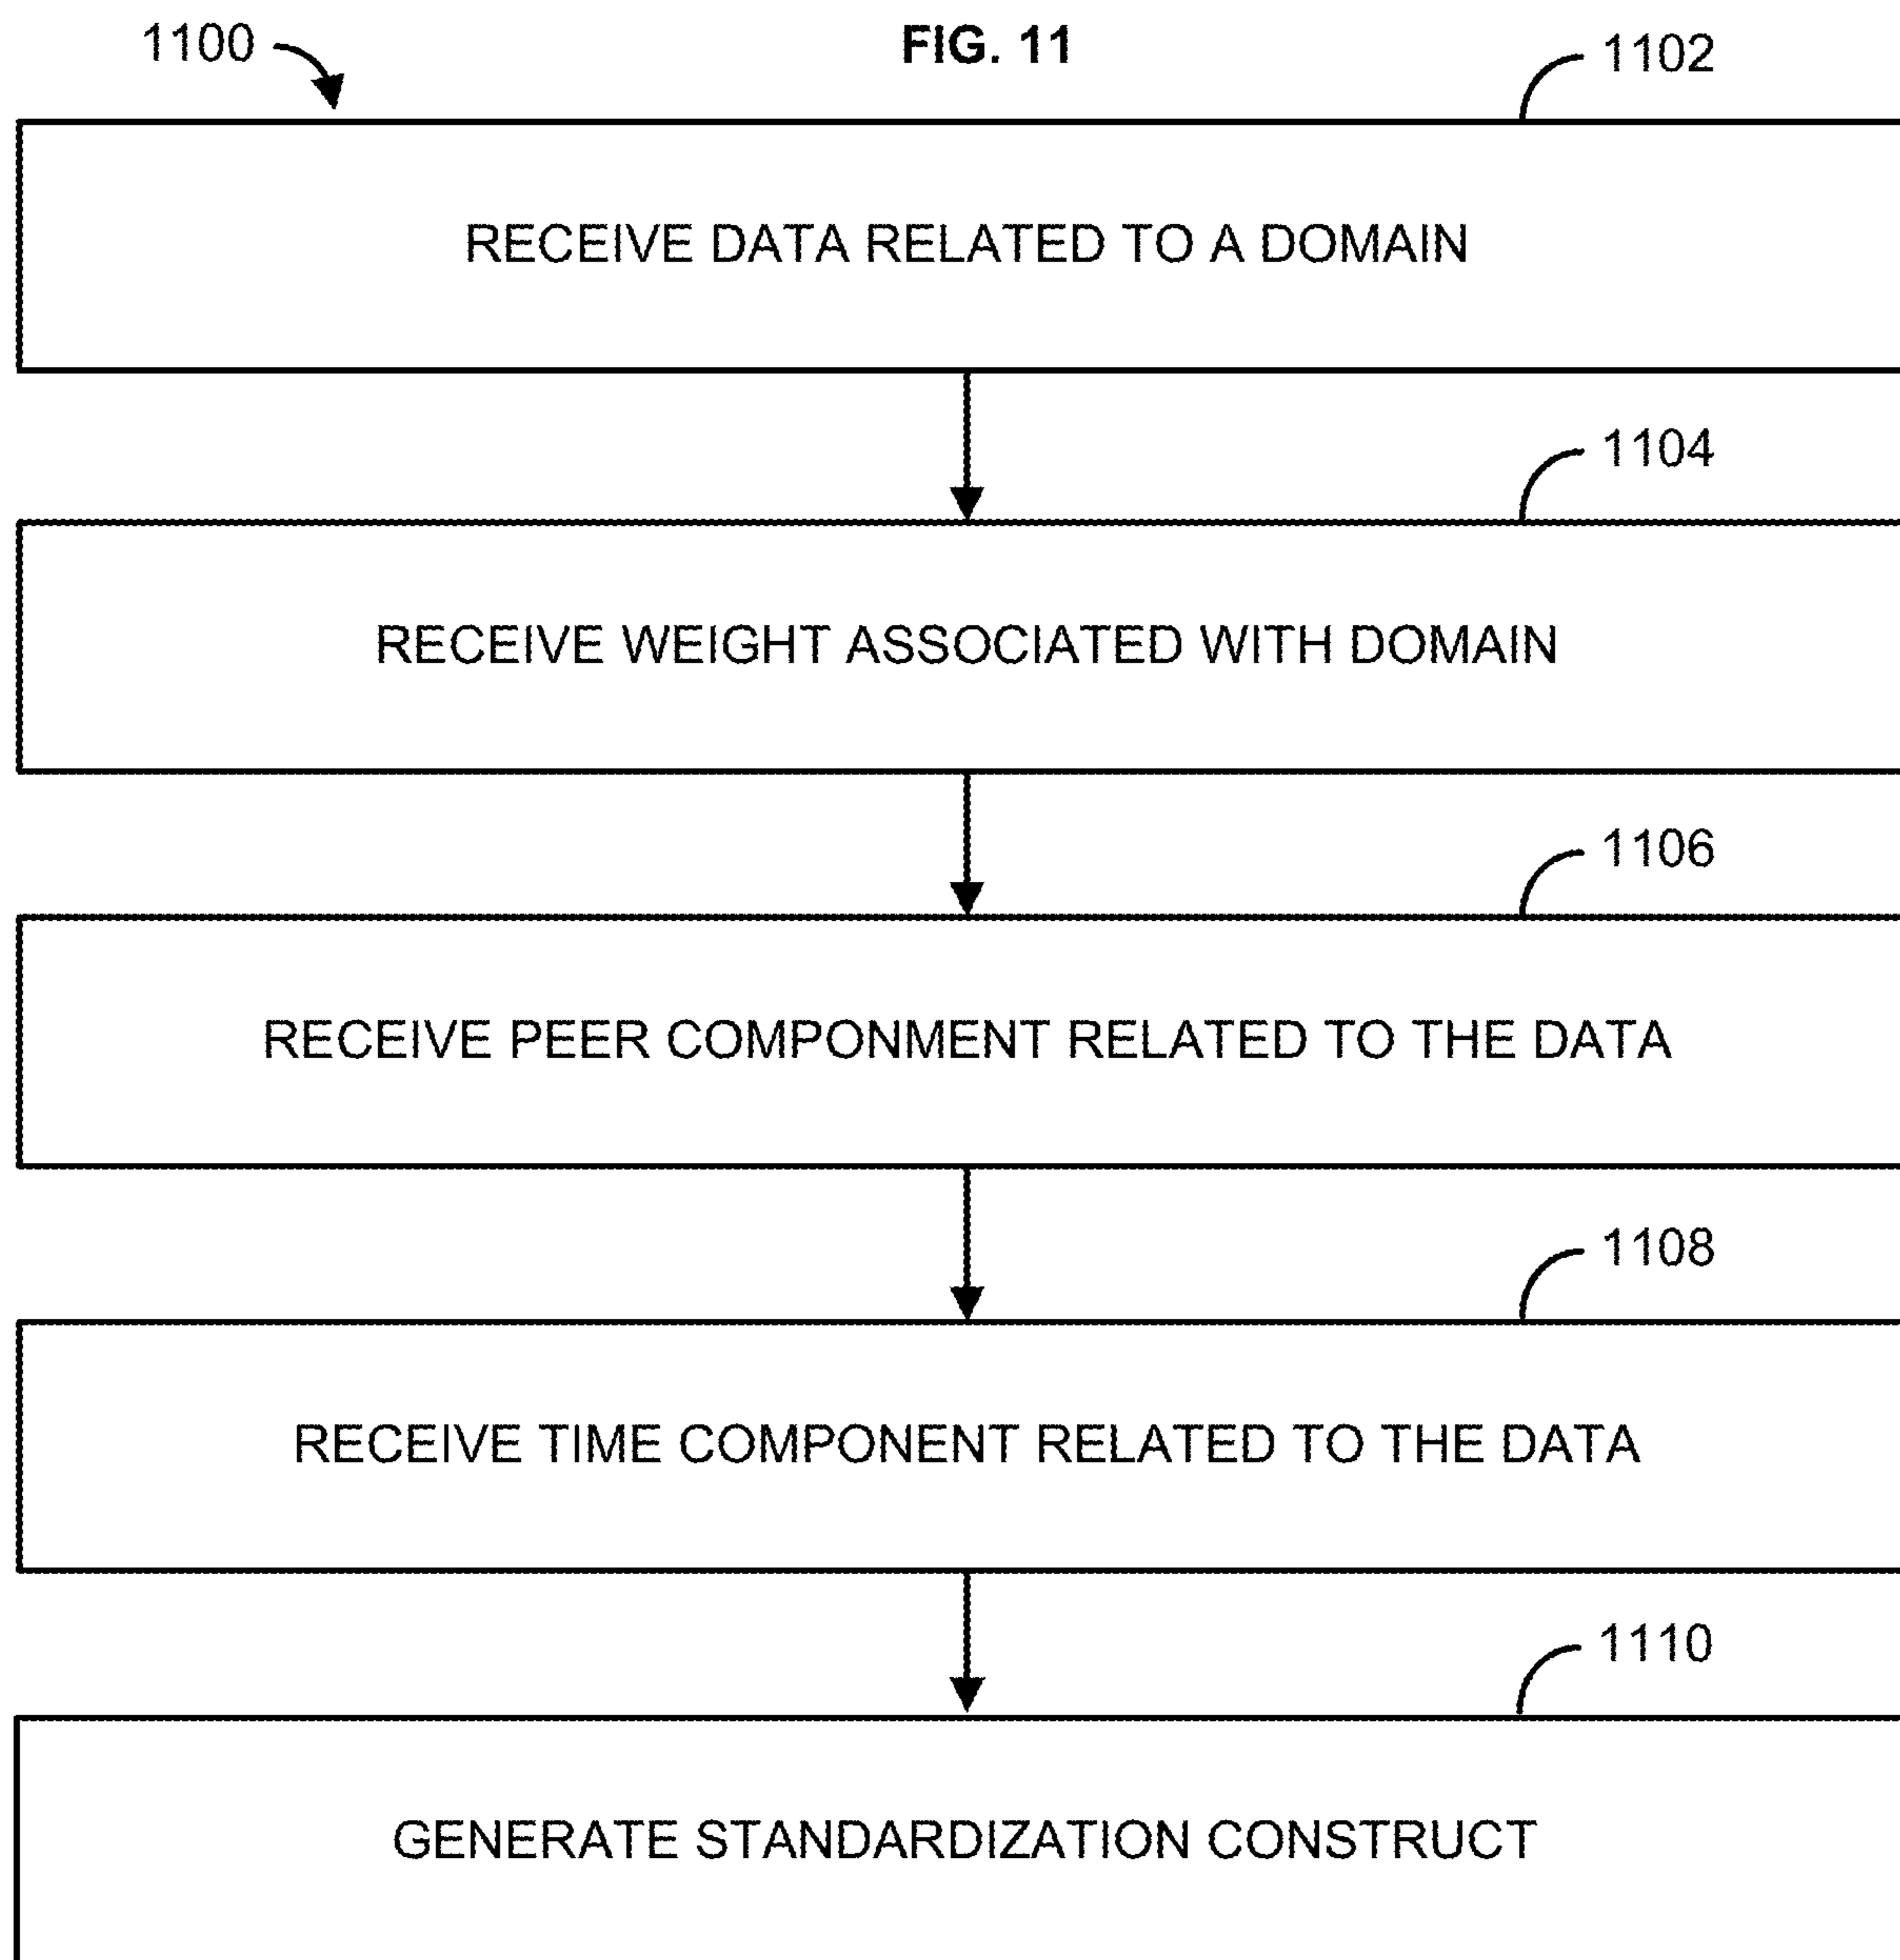 1100
FIG. 11
1102
RECEIVE DATA RELATED TO A DOMAIN
1104
RECEIVE WEIGHT ASSOCIATED WITH DOMAIN
1106
RECEIVE PEER COMPONMENT RELATED TO THE DATA
1108
RECEIVE TIME COMPONENT RELATED TO THE DATA
1110
GENERATE STANDARDIZATION CONSTRUCT